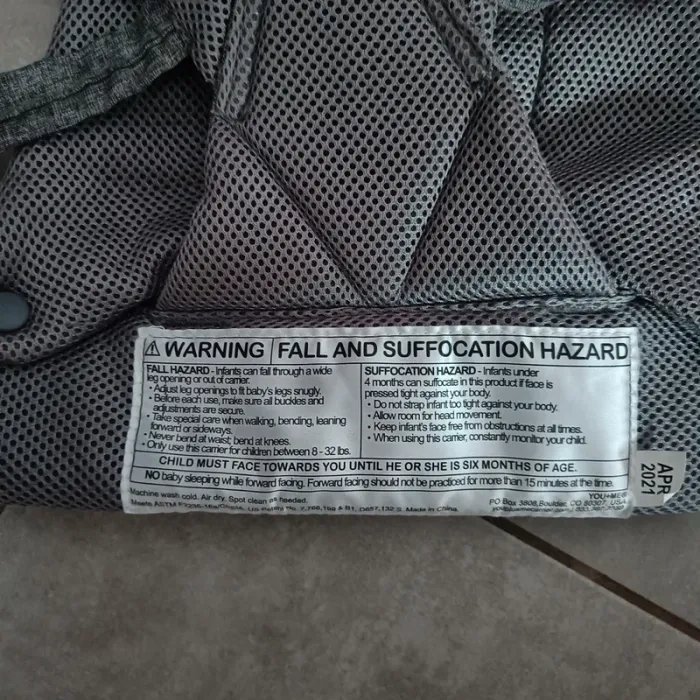 WARNING FALL AND SUFFOCATION HAZARD
FALL HAZARD - Infants can fall through a wide
leg opening or out of carrier.
• Adjust leg openings to fit baby's legs snugly.
• Before each use, make sure all buckles and
adjustments are secure.
• Take special care when walking, bending, leaning
forward or sideways.
• Never bend at waist; bend at knees.
• Only use this carrier for children between 8 - 32 lbs.
SUFFOCATION HAZARD - Infants under
4 months can suffocate in this product if face is
pressed tight against your body.
• Do not strap infant too tight against your body.
• Allow room for head movement.
• Keep infant's face free from obstructions at all times.
• When using this carrier, constantly monitor your child.
CHILD MUST FACE TOWARDS YOU UNTIL HE OR SHE IS SIX MONTHS OF AGE.
NO baby sleeping while forward facing. Forward facing should not be practiced for more than 15 minutes at the time.
Machine wash cold. Air dry. Spot clean as needed.
Meets ASTM Made in China.
YOU+ME
PO Box 3808, Boulder, CO 80307, USA
APR
2021